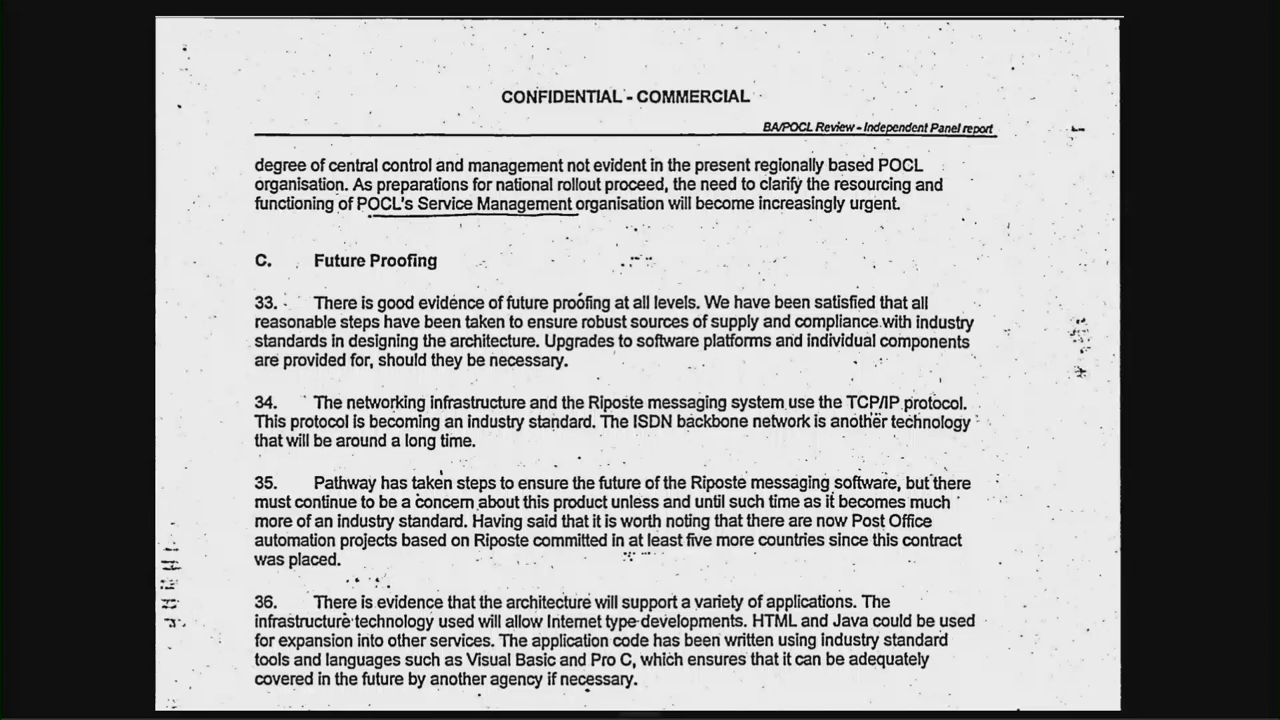 CONFIDENTIAL - COMMERCIAL
BA/POCL Review - Independent Panel report
degree of central control and management not evident in the present regionally based POCL
organisation. As preparations for national rollout proceed, the need to clarify the resourcing and
functioning of POCL's Service Management organisation will become increasingly urgent.
C. Future Proofing
33. There is good evidence of future proofing at all levels. We have been satisfied that all
reasonable steps have been taken to ensure robust sources of supply and compliance with industry
standards in designing the architecture. Upgrades to software platforms and individual components
are provided for, should they be necessary.
34. The networking infrastructure and the Riposte messaging system use the TCP/IP protocol.
This protocol is becoming an industry standard. The ISDN backbone network is another technology
that will be around a long time.
35. Pathway has taken steps to ensure the future of the Riposte messaging software, but there
must continue to be a concern about this product unless and until such time as it becomes much
more of an industry standard. Having said that it is worth noting that there are now Post Office
automation projects based on Riposte committed in at least five more countries since this contract
was placed.
36. There is evidence that the architecture will support a variety of applications. The
infrastructure technology used will allow Internet type developments. HTML and Java could be used
for expansion into other services. The application code has been written using industry standard
tools and languages such as Visual Basic and Pro C, which ensures that it can be adequately
covered in the future by another agency if necessary.